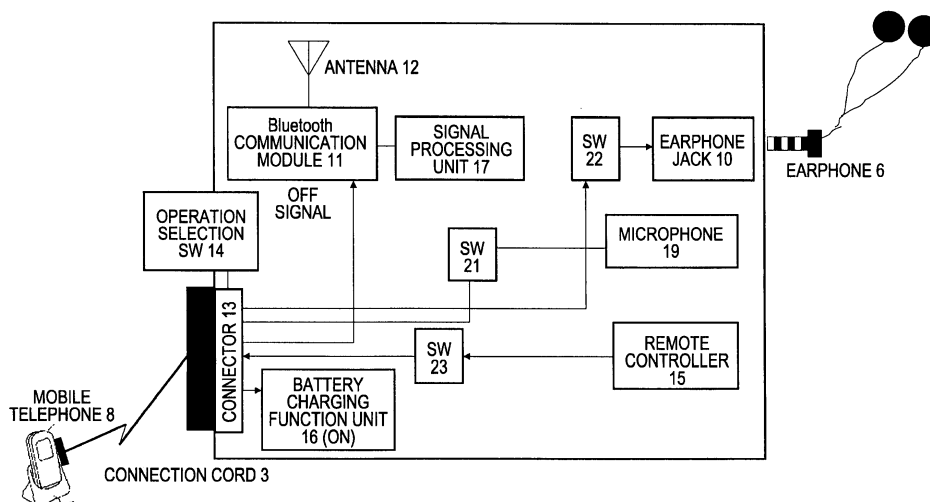 ANTENNA 12
Bluetooth
COMMUNICATION
MODULE 11
SIGNAL
PROCESSING
UNIT 17
SW
22
EARPHONE
JACK 10
EARPHONE 6
OFF
SIGNAL
OPERATION
SELECTION
SW 14
SW
21
MICROPHONE
19
CONNECTOR 13
SW
23
REMOTE
CONTROLLER
15
BATTERY
CHARGING
FUNCTION UNIT
16 (ON)
MOBILE
TELEPHONE 8
CONNECTION CORD 3